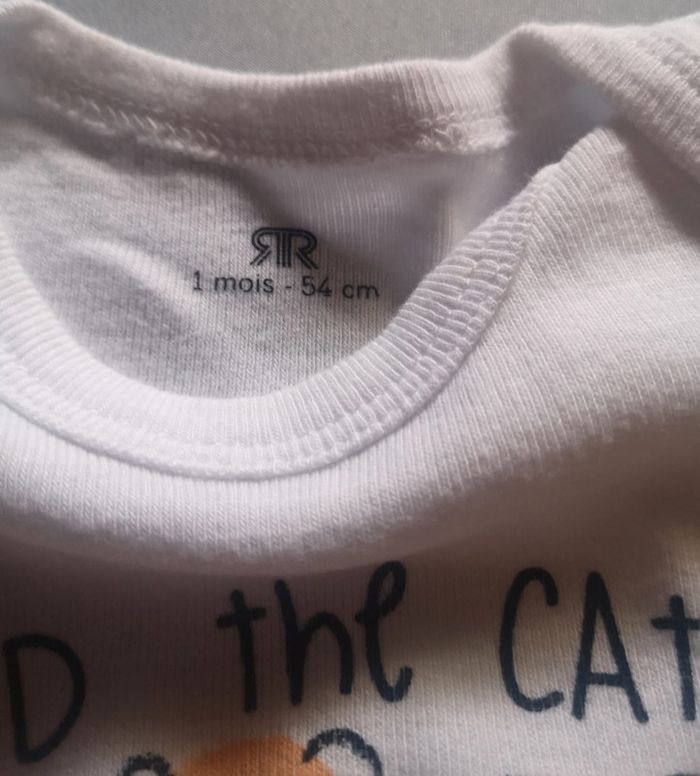 RR
1 mois - 54 cm
D the CAt